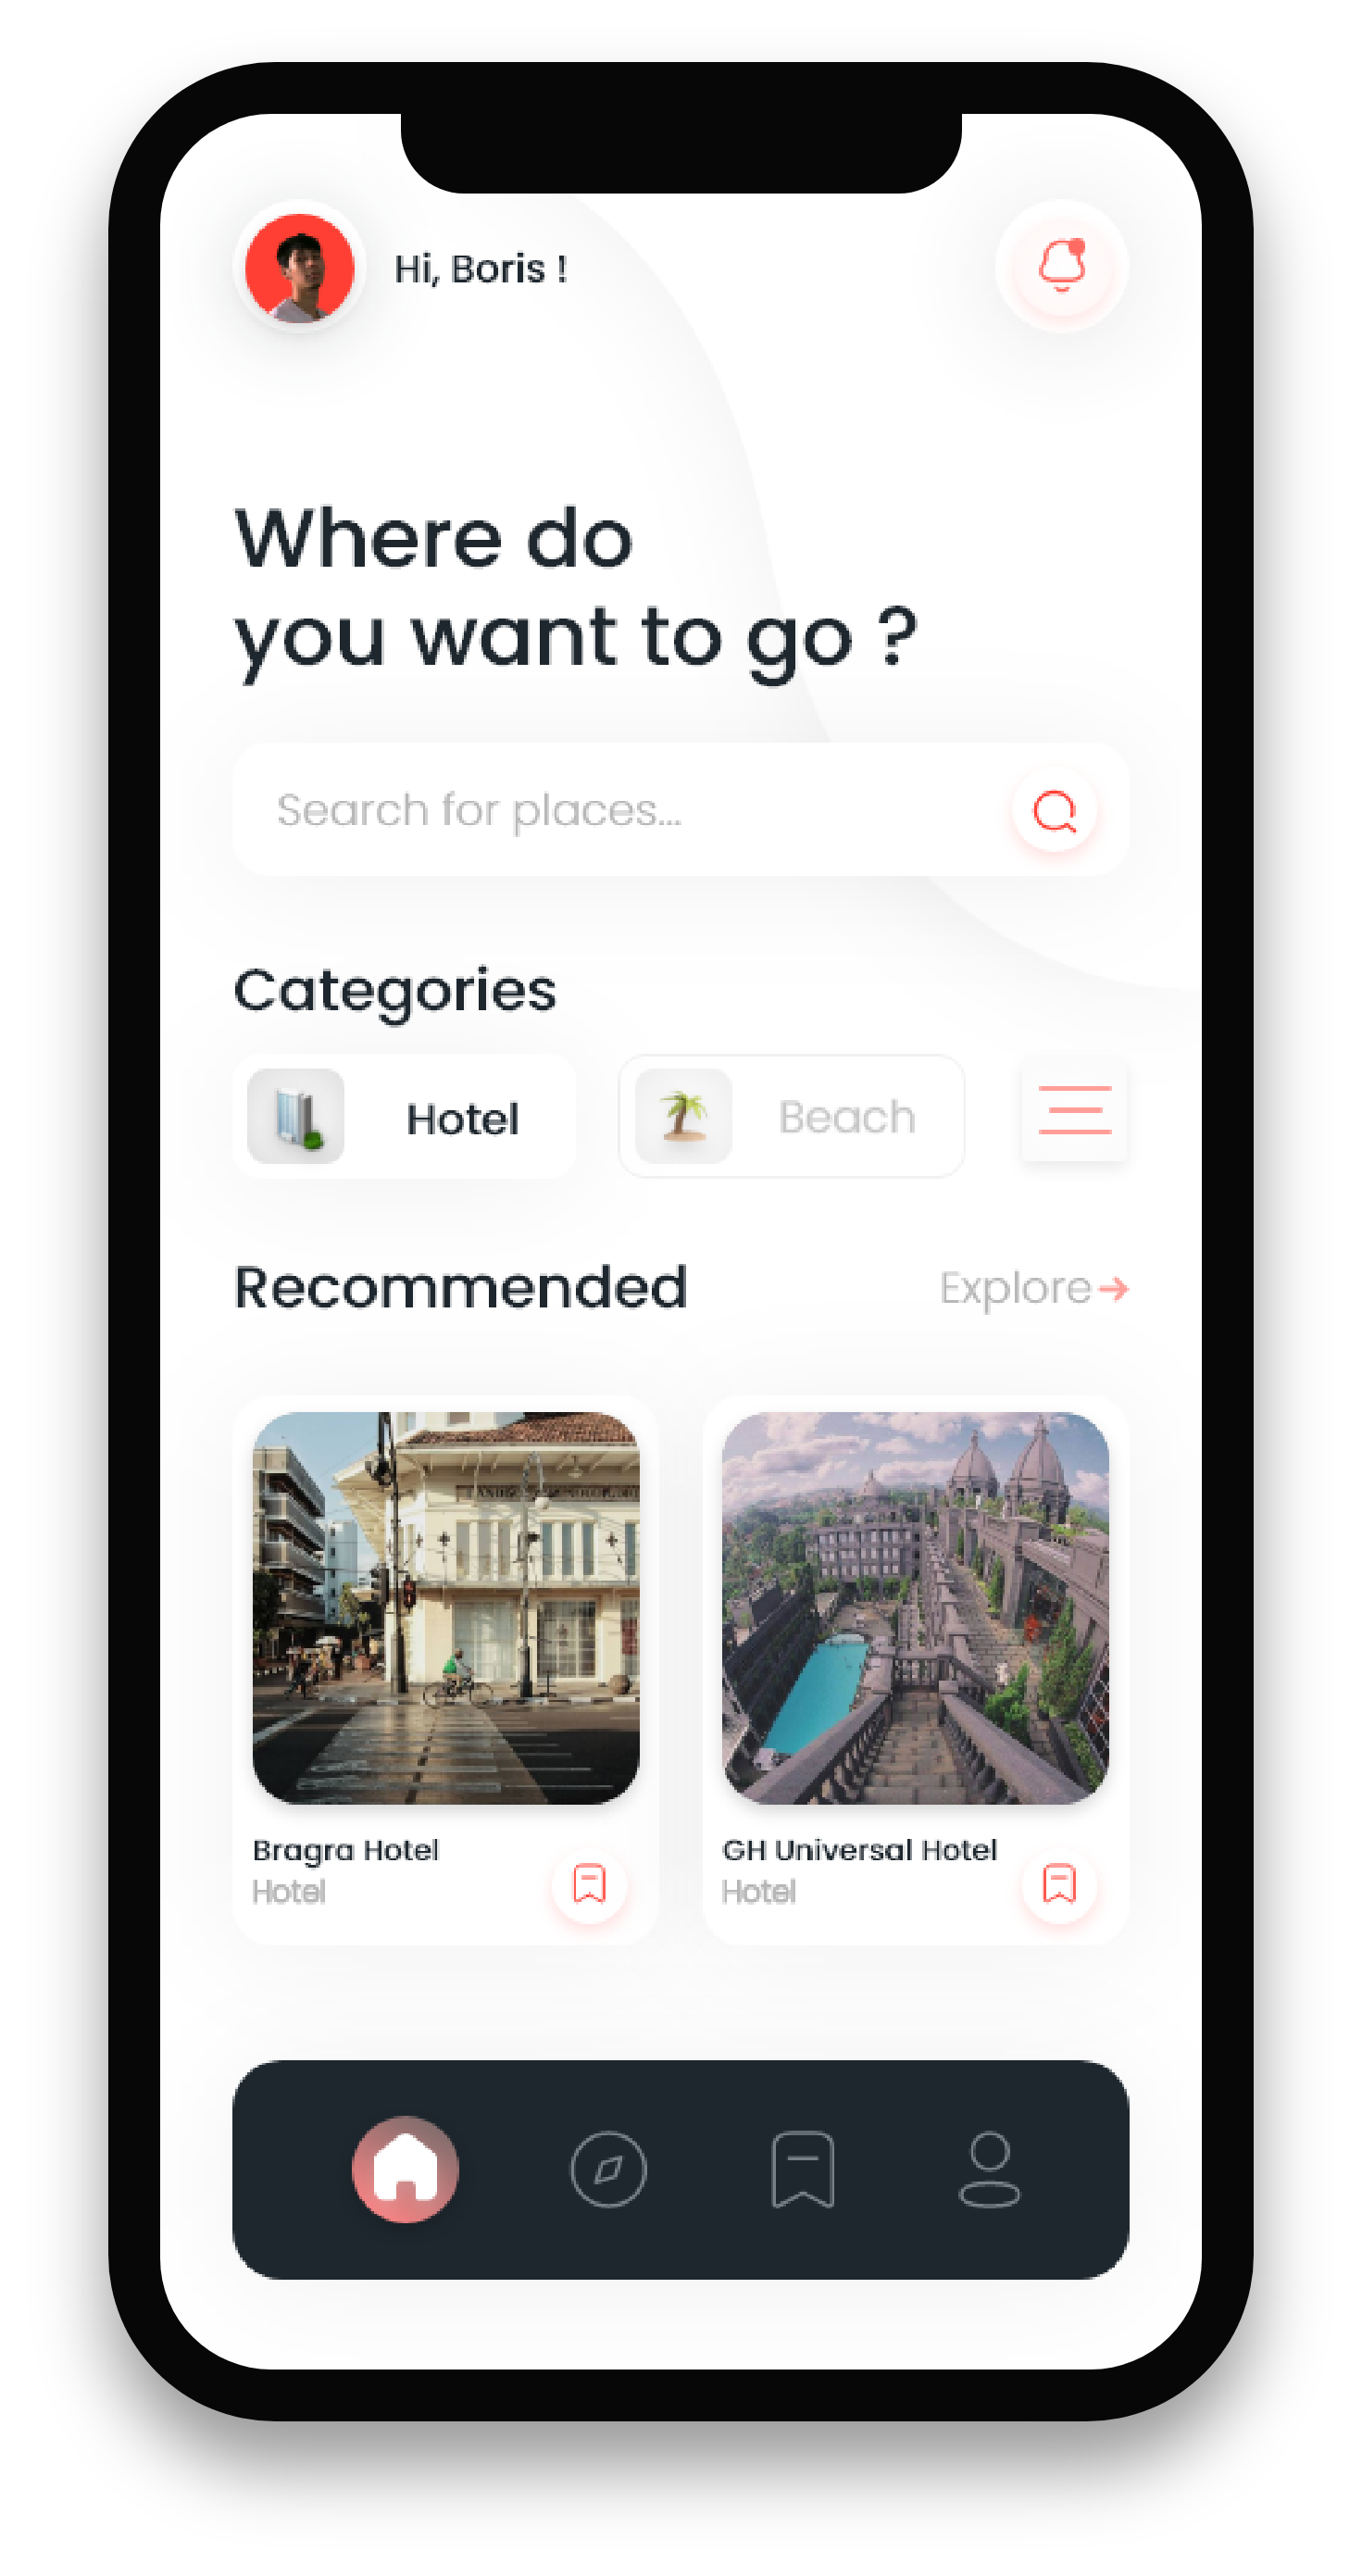 Hi, Boris !
Where do
you want to go ?
Search for places...
Categories
Hotel
Beach
Recommended
Explore
Bragra Hotel
Hotel
GH Universal Hotel
Hotel